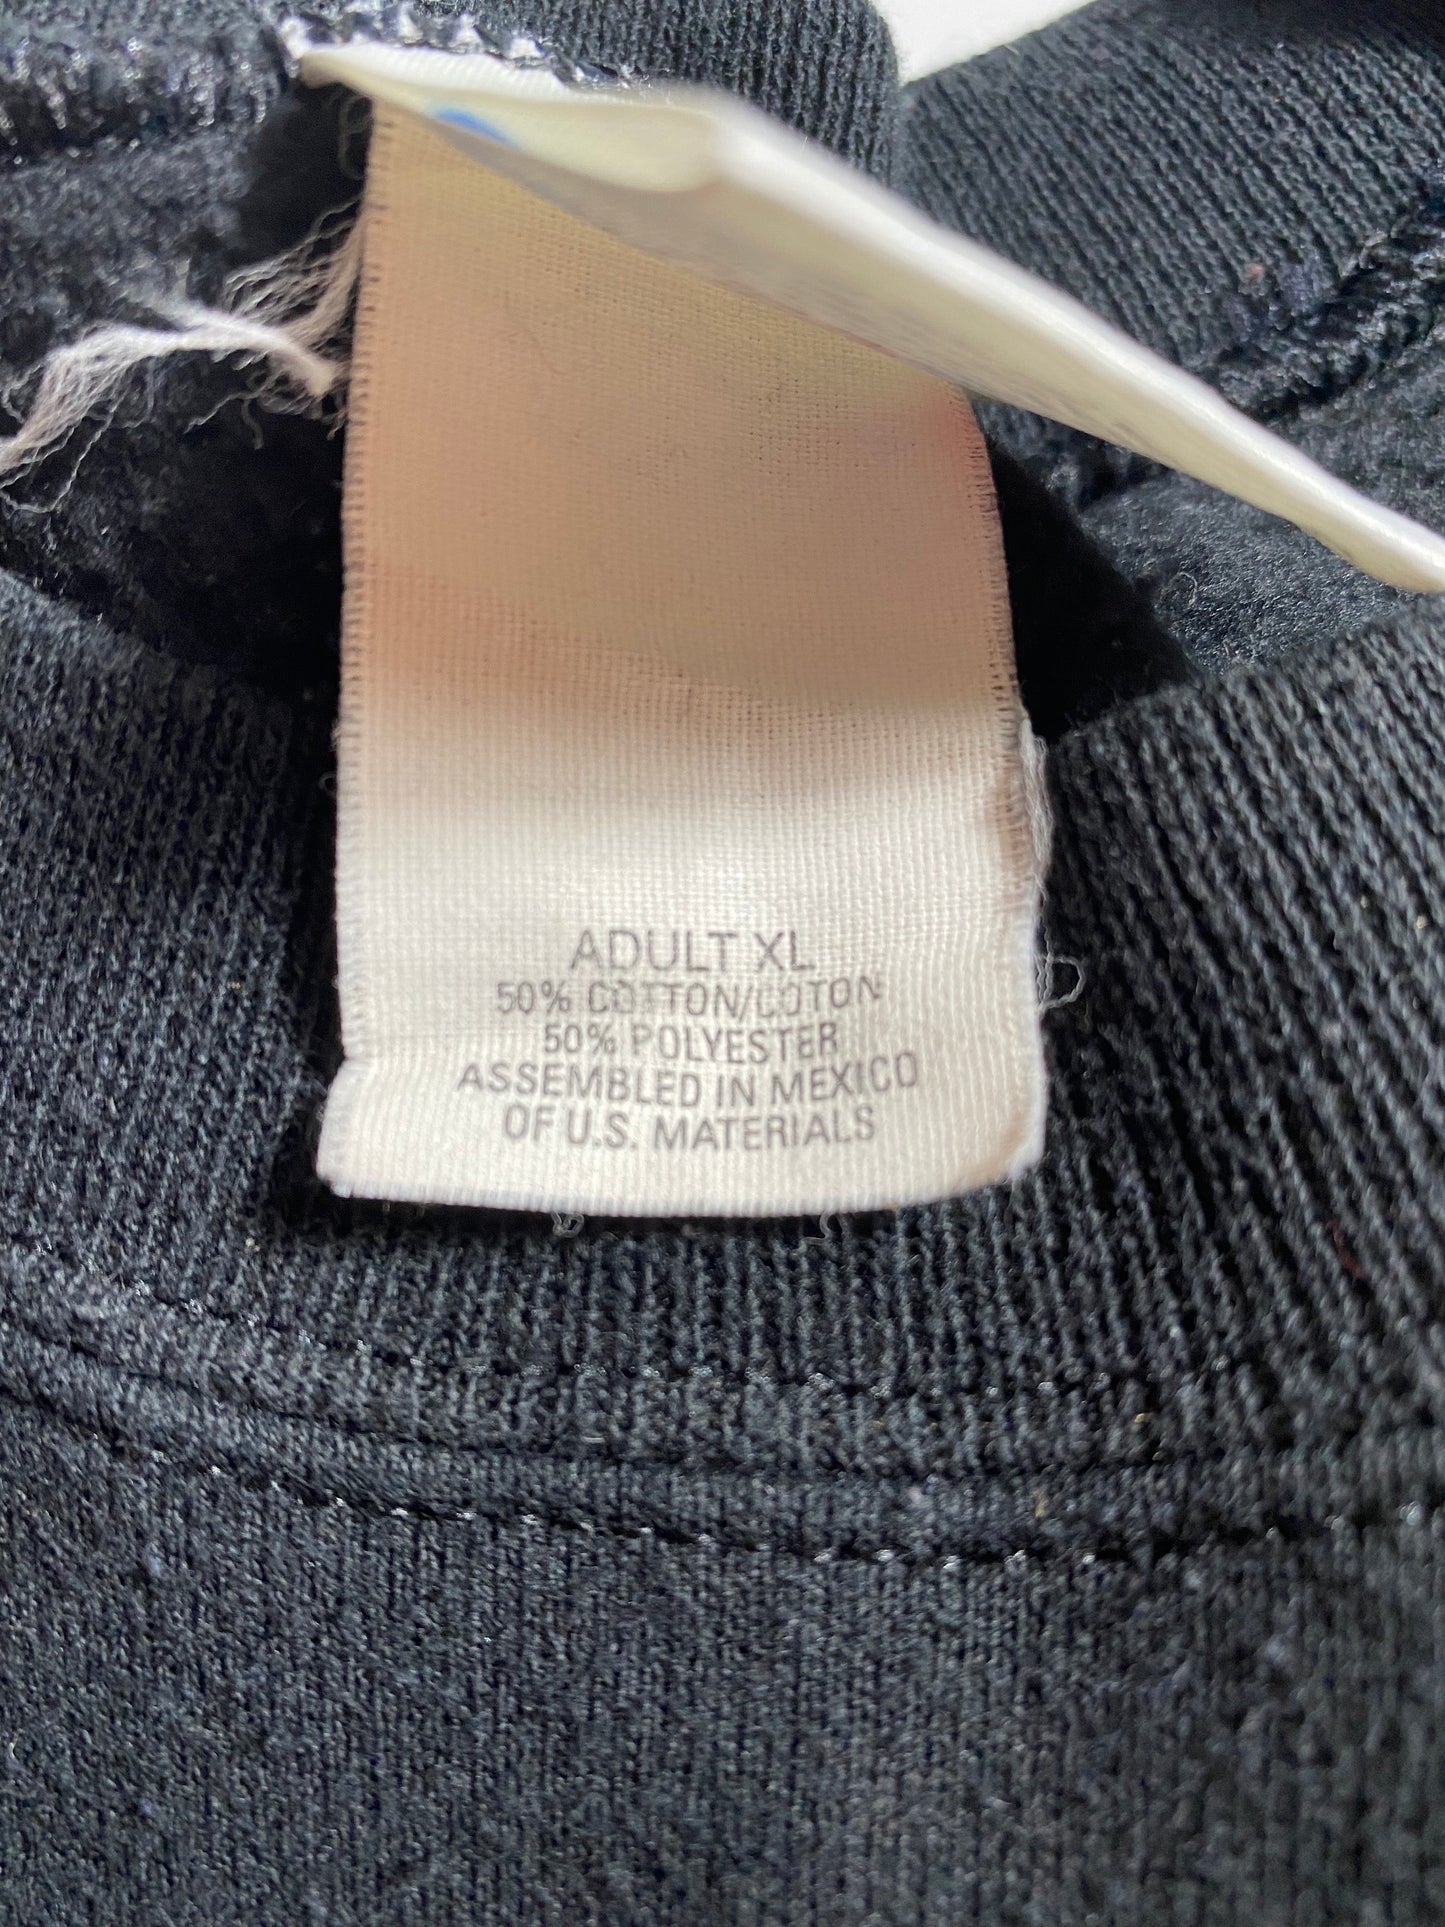 ADULT XL
50% COTTON/COTON
50% POLYESTER
ASSEMBLED IN MEXICO
OF U.S. MATERIALS